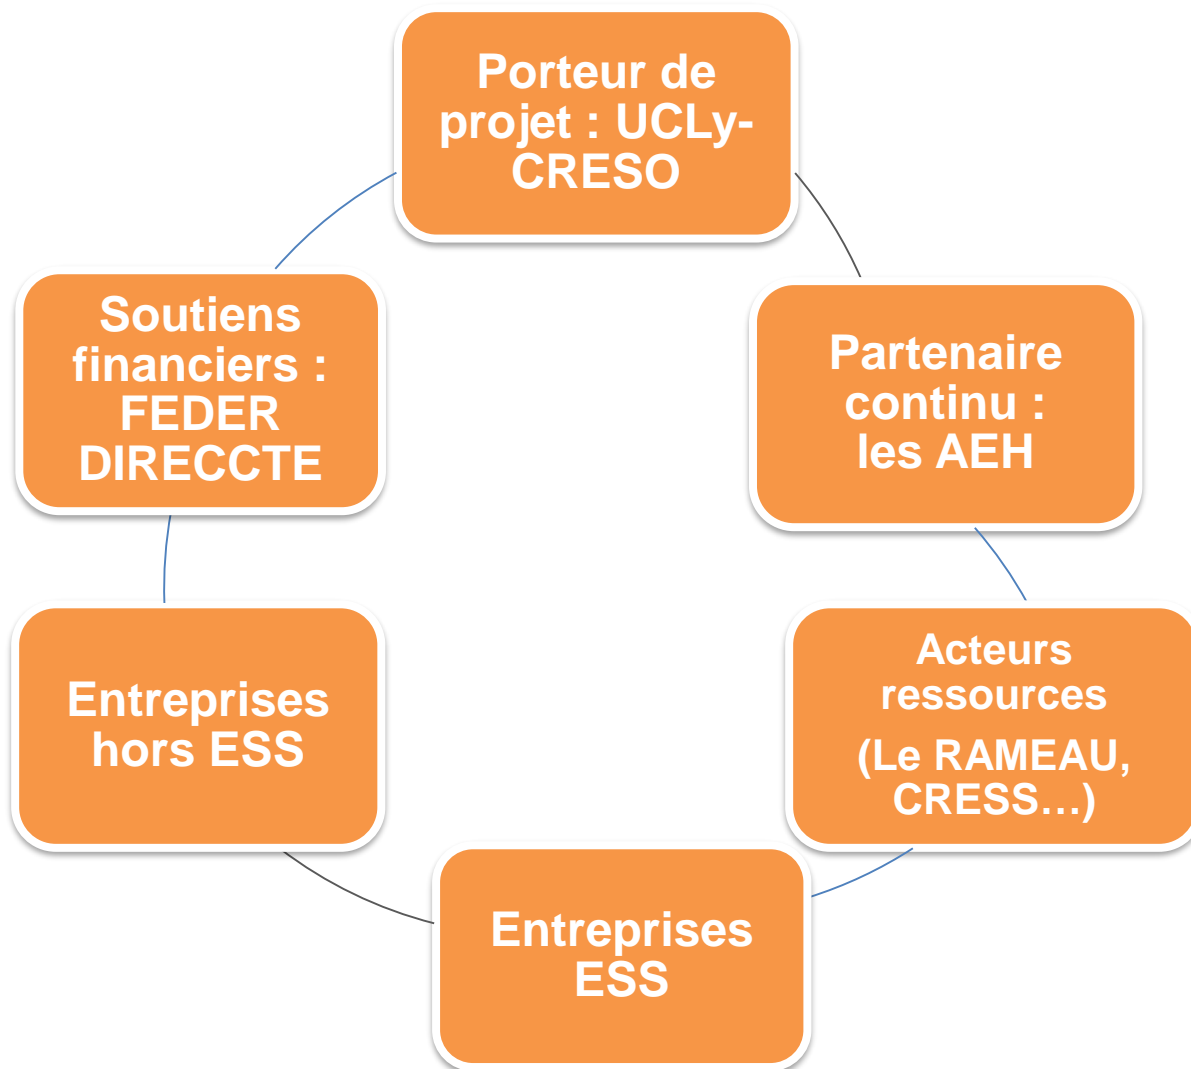 Porteur de
projet : UCLy-
CRESO
Partenaire
continu :
les AEH
Acteurs
ressources
(Le RAMEAU,
CRESS…)
Entreprises
ESS
Entreprises
hors ESS
Soutiens
financiers :
FEDER
DIRECCTE